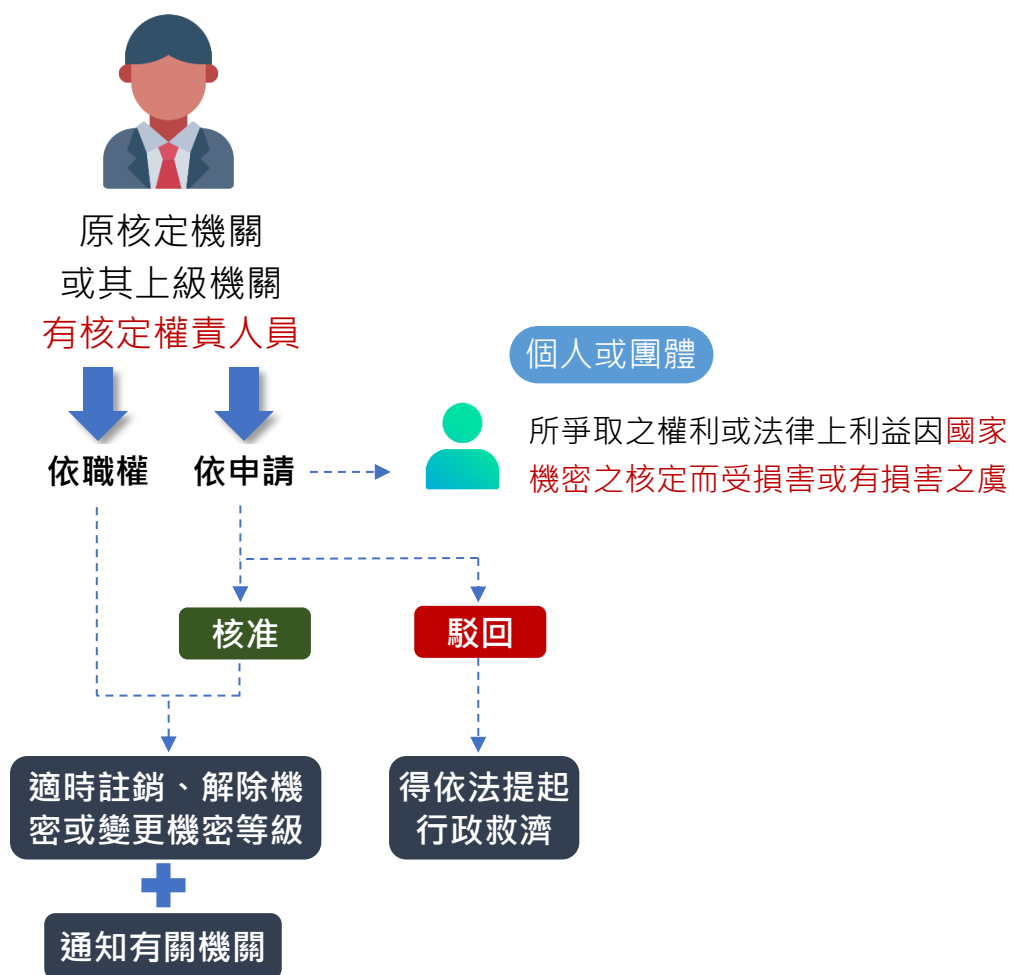 原核定機關
或其上級機關
有核定權責人員
個人或團體
所爭取之權利或法律上利益因國家
機密之核定而受損害或有損害之虞
依職權
依申請
核准
駁回
適時註銷、解除機
密或變更機密等級
得依法提起
行政救濟
通知有關機關